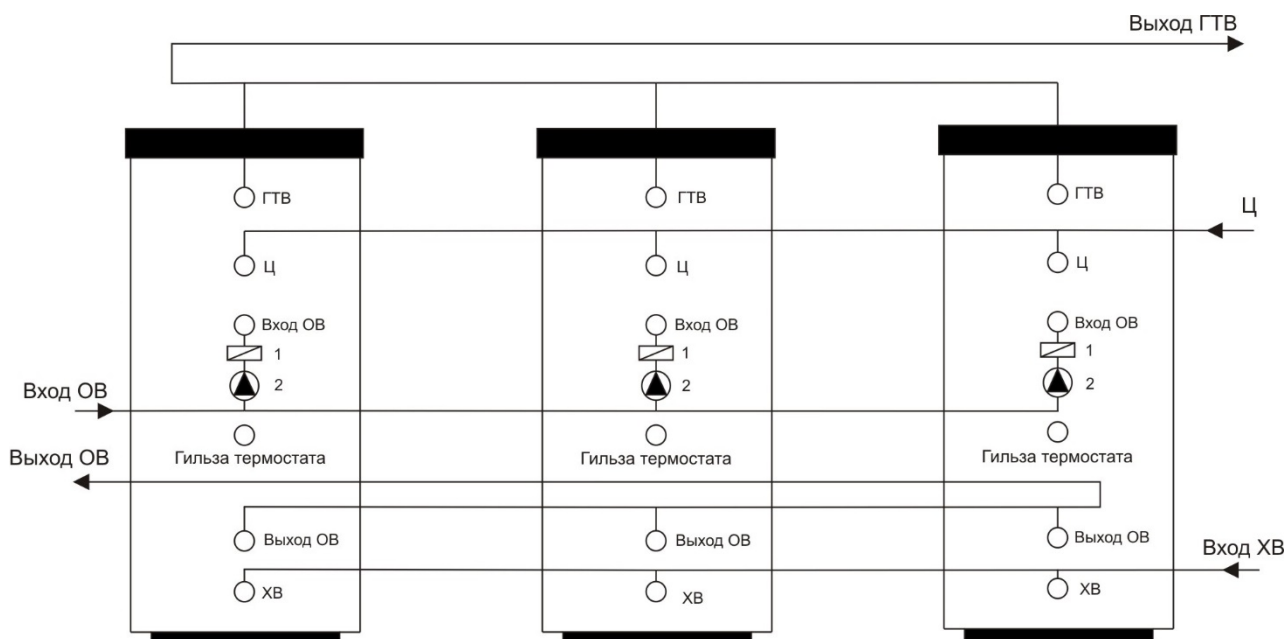 Выход ГТВ
ГТВ
ГТВ
ГТВ
Ц
Ц
Ц
Ц
Вход ОВ
Вход ОВ
Вход ОВ
1
1
1
2
2
2
Вход ОВ
Гильза термостата
Гильза термостата
Гильза термостата
Выход ОВ
Выход ОВ
Выход ОВ
Выход ОВ
Вход ХВ
ХВ
ХВ
ХВ